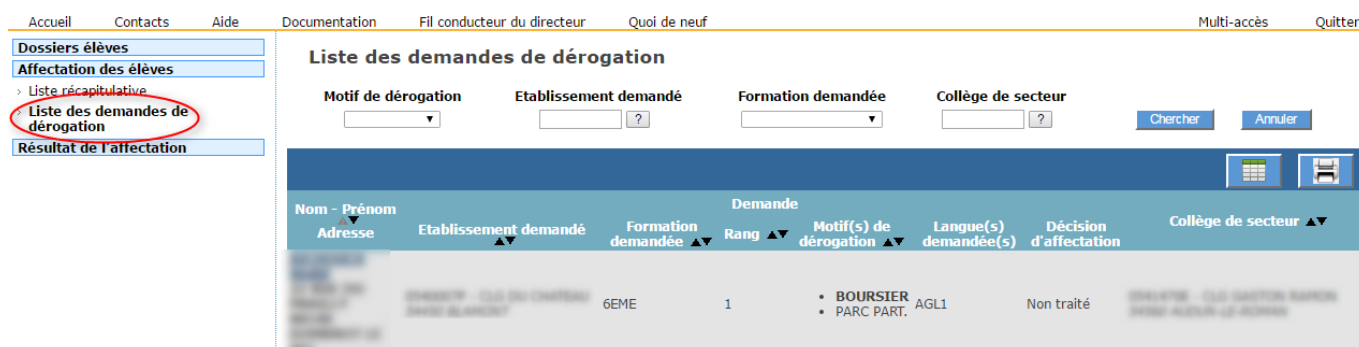 Accueil Contacts Aide Documentation Fil conducteur du directeur Quoi de neuf Multi-accès Quitter
Dossiers élèves
Affectation des élèves
Liste récapitulative
Liste des demandes de
dérogation
Résultat de l'affectation
Liste des demandes de dérogation
Motif de dérogation Etablissement demandé Formation demandée Collège de secteur
? ? Chercher Annuler
Demande
Nom - Prénom
Adresse
Etablissement demandé
Formation
demandée
Rang
Motif(s) de
dérogation
Langue(s)
demandée(s)
Décision
d'affectation
Collège de secteur
6EME 1 • BOURSIER AGL1 Non traité
• PARC PART.